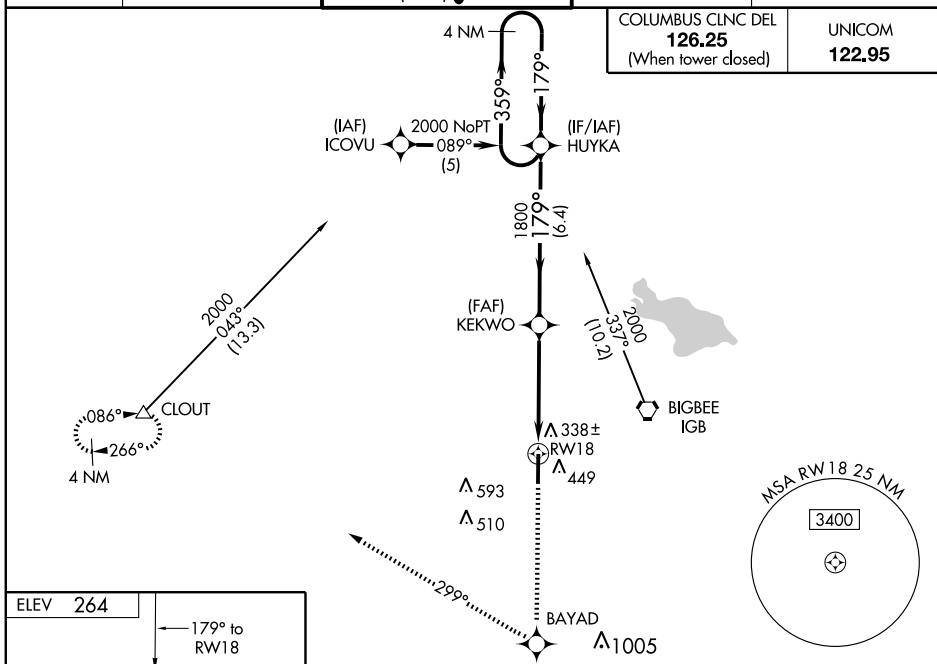 COLUMBUS CLNC DEL
126.25
(When tower closed)
UNICOM
122.95
4 NM
359°
179°
(IAF)
ICOVU
2000 NoPT
089°
(5)
(IF/IAF)
HUYKA
1800
179°
(6.4)
2000
043°
(13.3)
(FAF)
KEKWO
2000
337°
(10.2)
086°
CLOUT
266°
4 NM
BIGBEE
IGB
338±
RW18
449
593
510
MSA RW18 25 NM
3400
299°
BAYAD
1005
ELEV 264
179° to
RW18